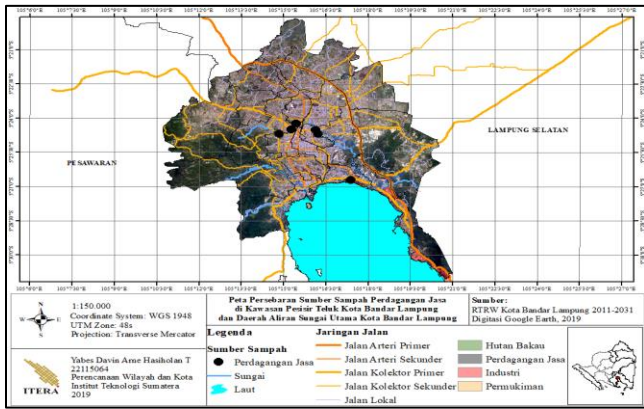 PESAWARAN
LAMPUNG SELATAN
1:150.000
Coordinate System: WGS 1948
UTM Zone: 48s
Projection: Transverse Mercator
Yabes Davis Arne Hasiholan T
22115064
Perencanaan Wilayah dan Kota
Institut Teknologi Sumatera
2019
ITERA
Peta Persebaran Sumber Sampah Perdagangan Jasa
di Kawasan Pesisir Teluk Kota Bandar Lampung
dan Daerah Aliran Sungai Utama Kota Bandar Lampung
Legenda
Sumber Sampah
Perdagangan Jasa
Sungai
Laut
Jaringan Jalan
Jalan Arteri Primer
Jalan Arteri Sekunder
Jalan Kolektor Primer
Jalan Kolektor Sekunder
Jalan Lokal
Hutan Bakau
Perdagangan Jasa
Industri
Permukiman
Sumber:
RTRW Kota Bandar Lampung 2011-2031
Digitasi Google Earth, 2019